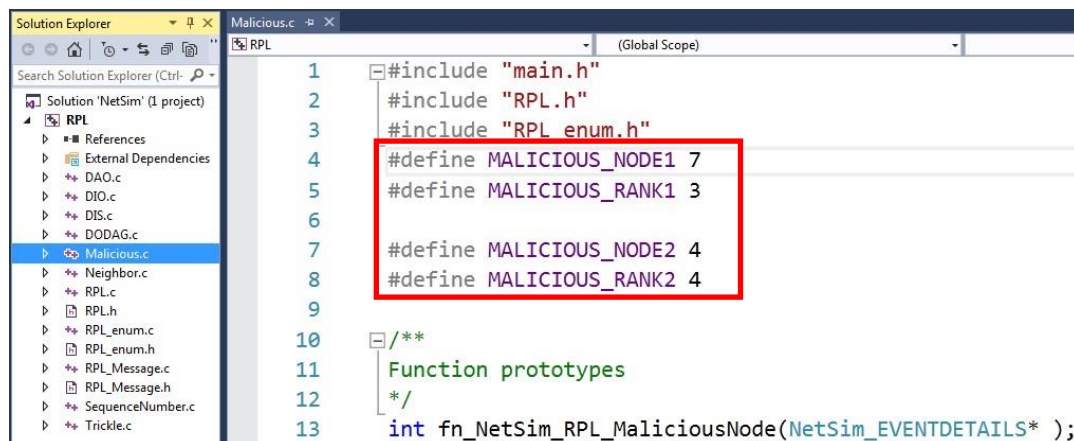 Solution Explorer
Search Solution Explorer (Ctrl-
Solution 'NetSim' (1 project)
RPL
References
External Dependencies
DAO.c
DIO.c
DIS.c
DODAG.c
Malicious.c
Neighbor.c
RPL.c
RPL.h
RPL_enum.c
RPL_enum.h
RPL_Message.c
RPL_Message.h
SequenceNumber.c
Trickle.c
Malicious.c
RPL (Global Scope)
1 #include "main.h"
2 #include "RPL.h"
3 #include "RPL_enum.h"
4 #define MALICIOUS_NODE1 7
5 #define MALICIOUS_RANK1 3
6
7 #define MALICIOUS_NODE2 4
8 #define MALICIOUS_RANK2 4
9
10 /**
11 Function prototypes
12 */
13 int fn_NetSim_RPL_MaliciousNode(NetSim_EVENTDETAILS* );